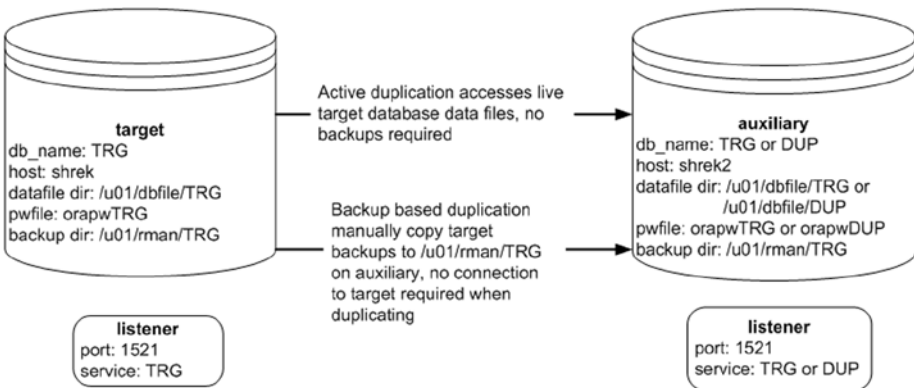 target
db_name: TRG
host: shrek
datafile dir: /u01/dbfile/TRG
pwfile: orapwTRG
backup dir: /u01/rman/TRG
Active duplication accesses live
target database data files, no
backups required
Backup based duplication
manually copy target
backups to /u01/rman/TRG
on auxiliary, no connection
to target required when
duplicating
auxiliary
db_name: TRG or DUP
host: shrek2
datafile dir: /u01/dbfile/TRG or
/u01/dbfile/DUP
pwfile: orapwTRG or orapwDUP
backup dir: /u01/rman/TRG
listener
port: 1521
service: TRG
listener
port: 1521
service: TRG or DUP